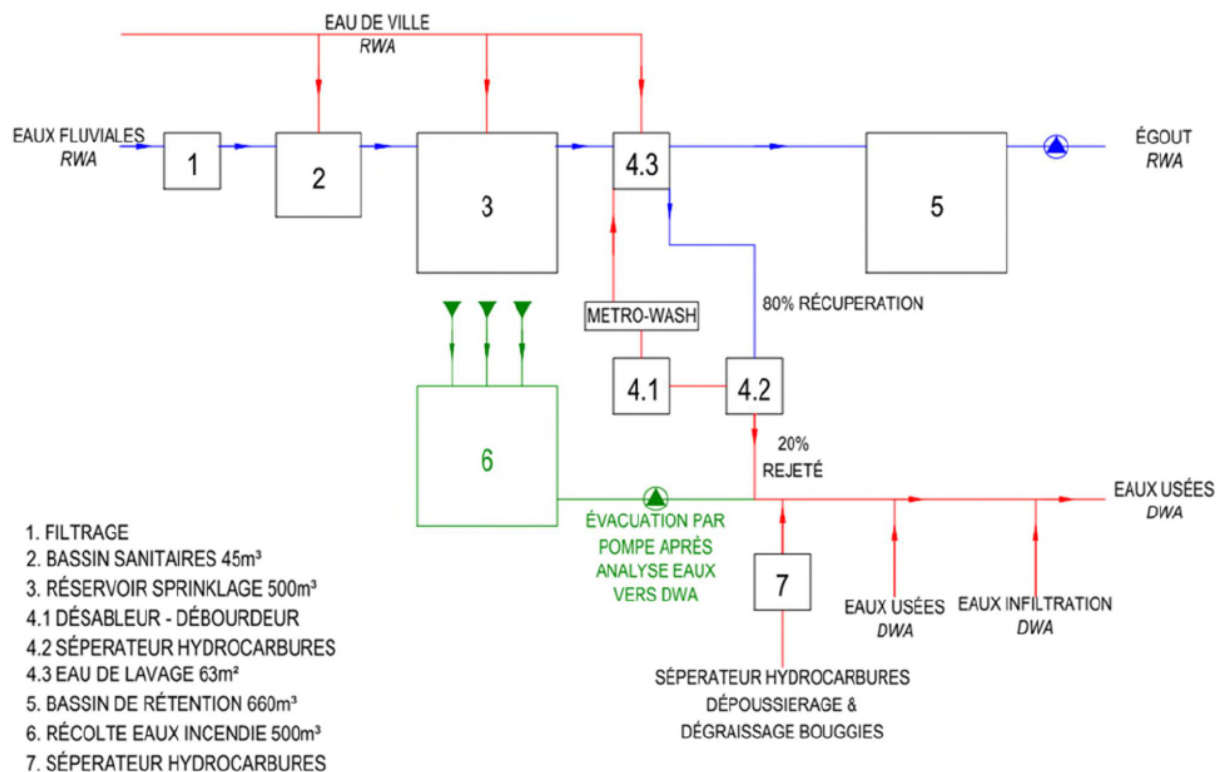 EAU DE VILLE
RWA
EAUX FLUVIALES
RWA
1
2
3
4.3
5
ÉGOUT
RWA
80% RÉCUPERATION
METRO-WASH
4.1
4.2
6
20%
REJETÉ
ÉVACUATION PAR
POMPE APRÈS
ANALYSE EAUX
VERS DWA
7
EAUX USÉES
DWA
EAUX INFILTRATION
DWA
EAUX USÉES
DWA
SÉPERATEUR HYDROCARBURES
DÉPOUSSIERAGE &
DÉGRAISSAGE BOUGGIES
1. FILTRAGE
2. BASSIN SANITAIRES 45m³
3. RÉSERVOIR SPRINKLAGE 500m³
4.1 DÉSABLEUR - DÉBOURDEUR
4.2 SÉPERATEUR HYDROCARBURES
4.3 EAU DE LAVAGE 63m²
5. BASSIN DE RÉTENTION 660m³
6. RÉCOLTE EAUX INCENDIE 500m³
7. SÉPERATEUR HYDROCARBURES